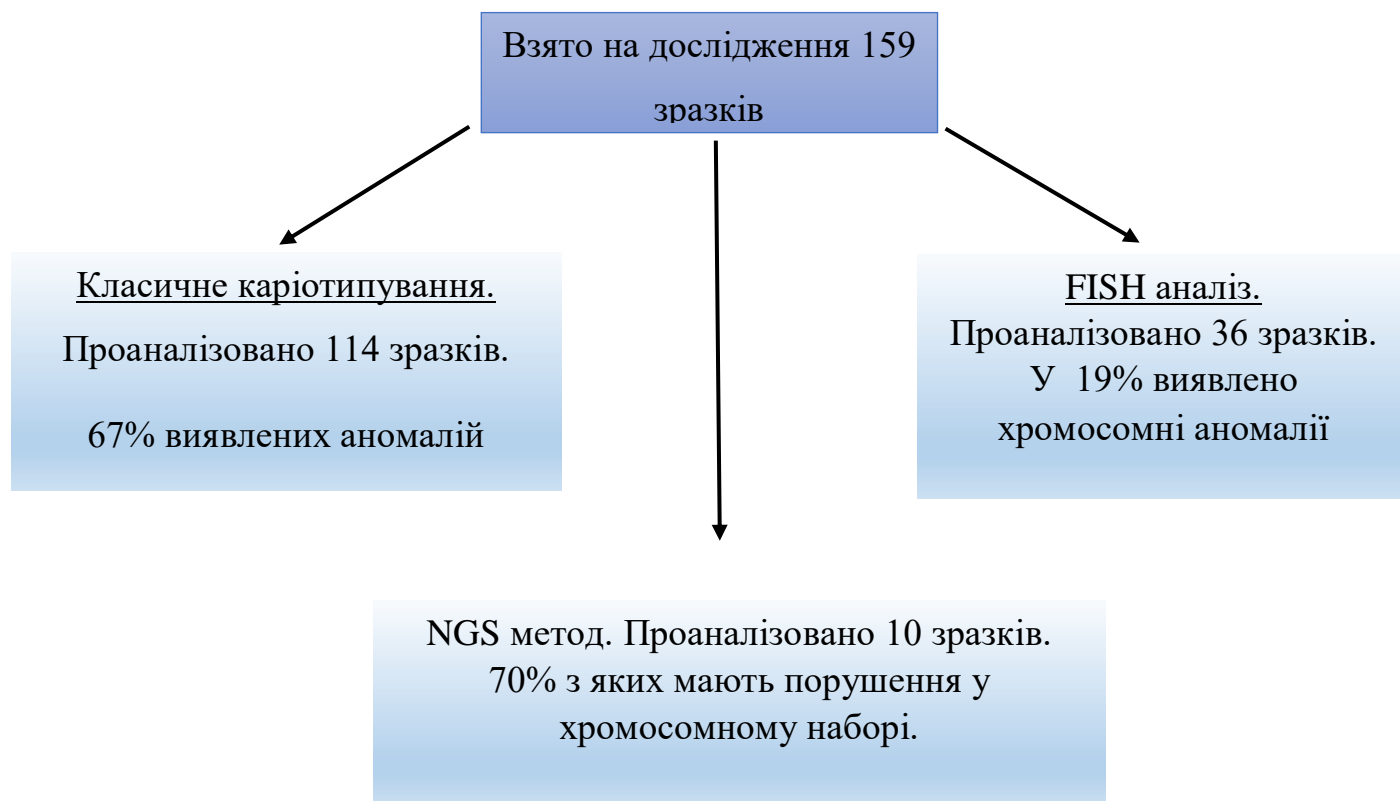 Взято на дослідження 159
зразків
Класичне каріотипування.
Проаналізовано 114 зразків.
67% виявлених аномалій
FISH аналіз.
Проаналізовано 36 зразків.
У 19% виявлено
хромосомні аномалії
NGS метод. Проаналізовано 10 зразків.
70% з яких мають порушення у
хромосомному наборі.